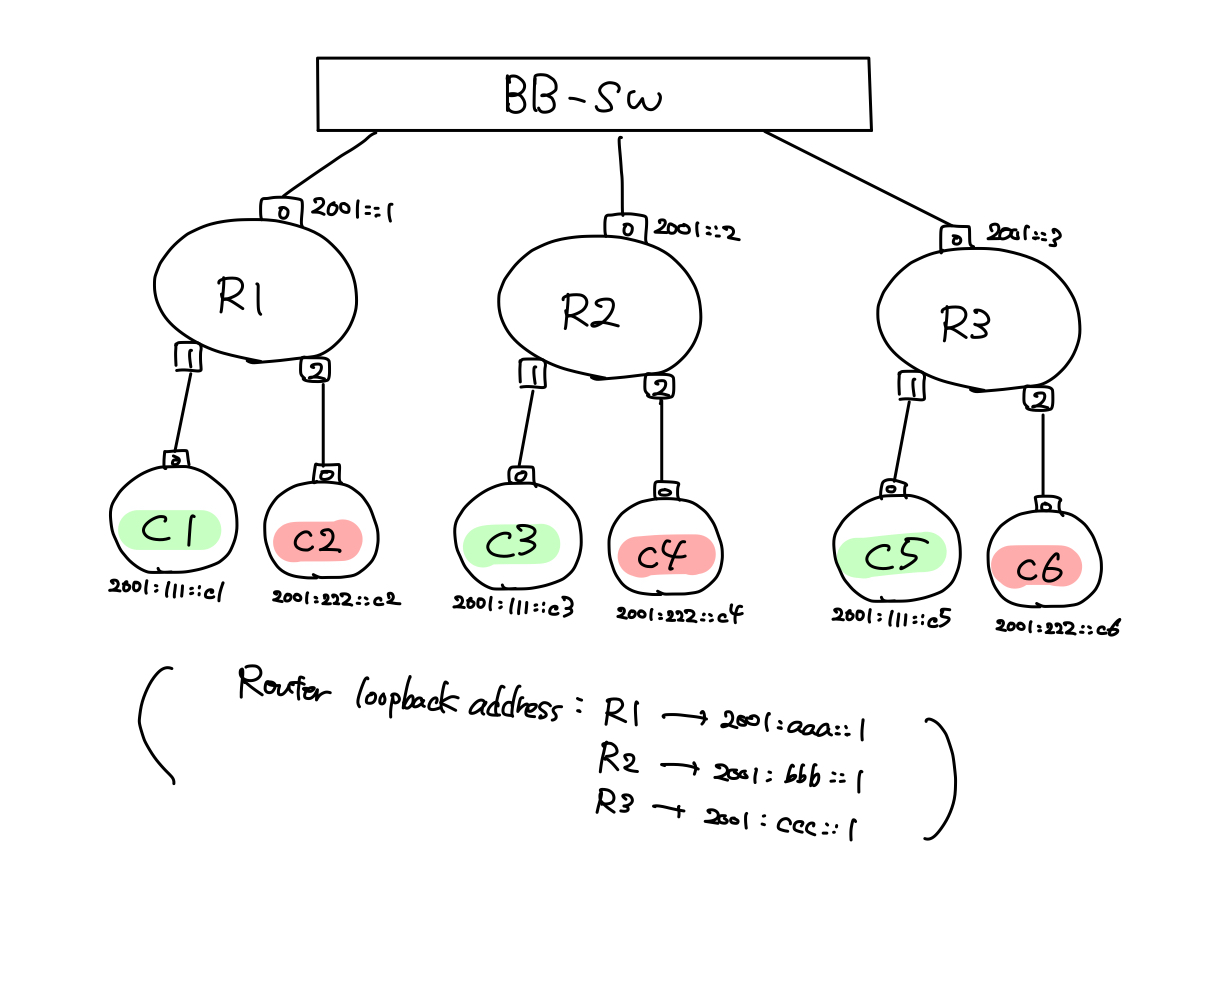 BB-SW
0 2001::1
0 2001::2
0 2001::3
R1
R2
R3
1 2
1 2
1 2
0 0
0 0
0 0
C1
C2
C3
C4
C5
C6
2001:111::c1
2001:222::c2
2001:111::c3
2001:222::c4
2001:111::c5
2001:222::c6
( Router loopback address : R1 → 2001:aaa::1 )
R2 → 2001:bbb::1
R3 → 2001:ccc::1